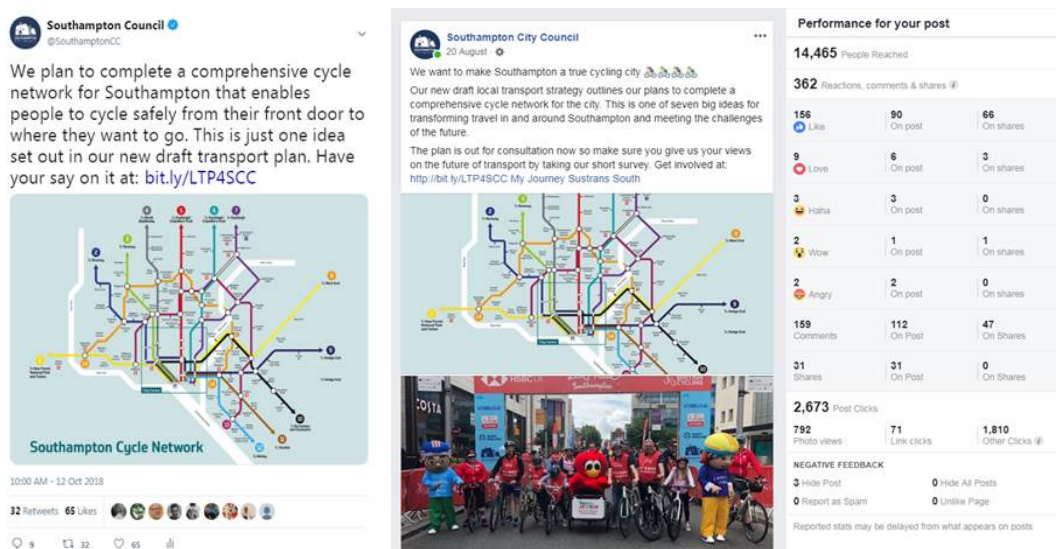 Southampton Council
@SouthamptonCC
We plan to complete a comprehensive cycle
network for Southampton that enables
people to cycle safely from their front door to
where they want to go. This is just one idea
set out in our new draft transport plan. Have
your say on it at: bit.ly/LTP4SCC
Southampton Cycle Network
10:00 AM - 12 Oct 2018
32 Retweets 65 Likes
9 32 65
Southampton City Council
20 August
We want to make Southampton a true cycling city 🚴🚴🚴🚴
Our new draft local transport strategy outlines our plans to complete a
comprehensive cycle network for the city. This is one of seven big ideas for
transforming travel in and around Southampton and meeting the challenges
of the future.
The plan is out for consultation now so make sure you give us your views
on the future of transport by taking our short survey. Get involved at:
http://bit.ly/LTP4SCC My Journey Sustrans South
HSBC UK
Southampton
CYCLING
COSTA
Performance for your post
14,465 People Reached
362 Reactions, comments & shares
156 90 66
Like On post On shares
9 6 3
Love On post On shares
3 3 0
Haha On post On shares
2 1 1
Wow On post On shares
2 2 0
Angry On post On shares
159 112 47
Comments On Post On Shares
31 31 0
Shares On Post On Shares
2,673 Post Clicks
792 71 1,810
Photo views Link clicks Other Clicks
NEGATIVE FEEDBACK
3 Hide Post 0 Hide All Posts
0 Report as Spam 0 Unlike Page
Reported stats may be delayed from what appears on posts